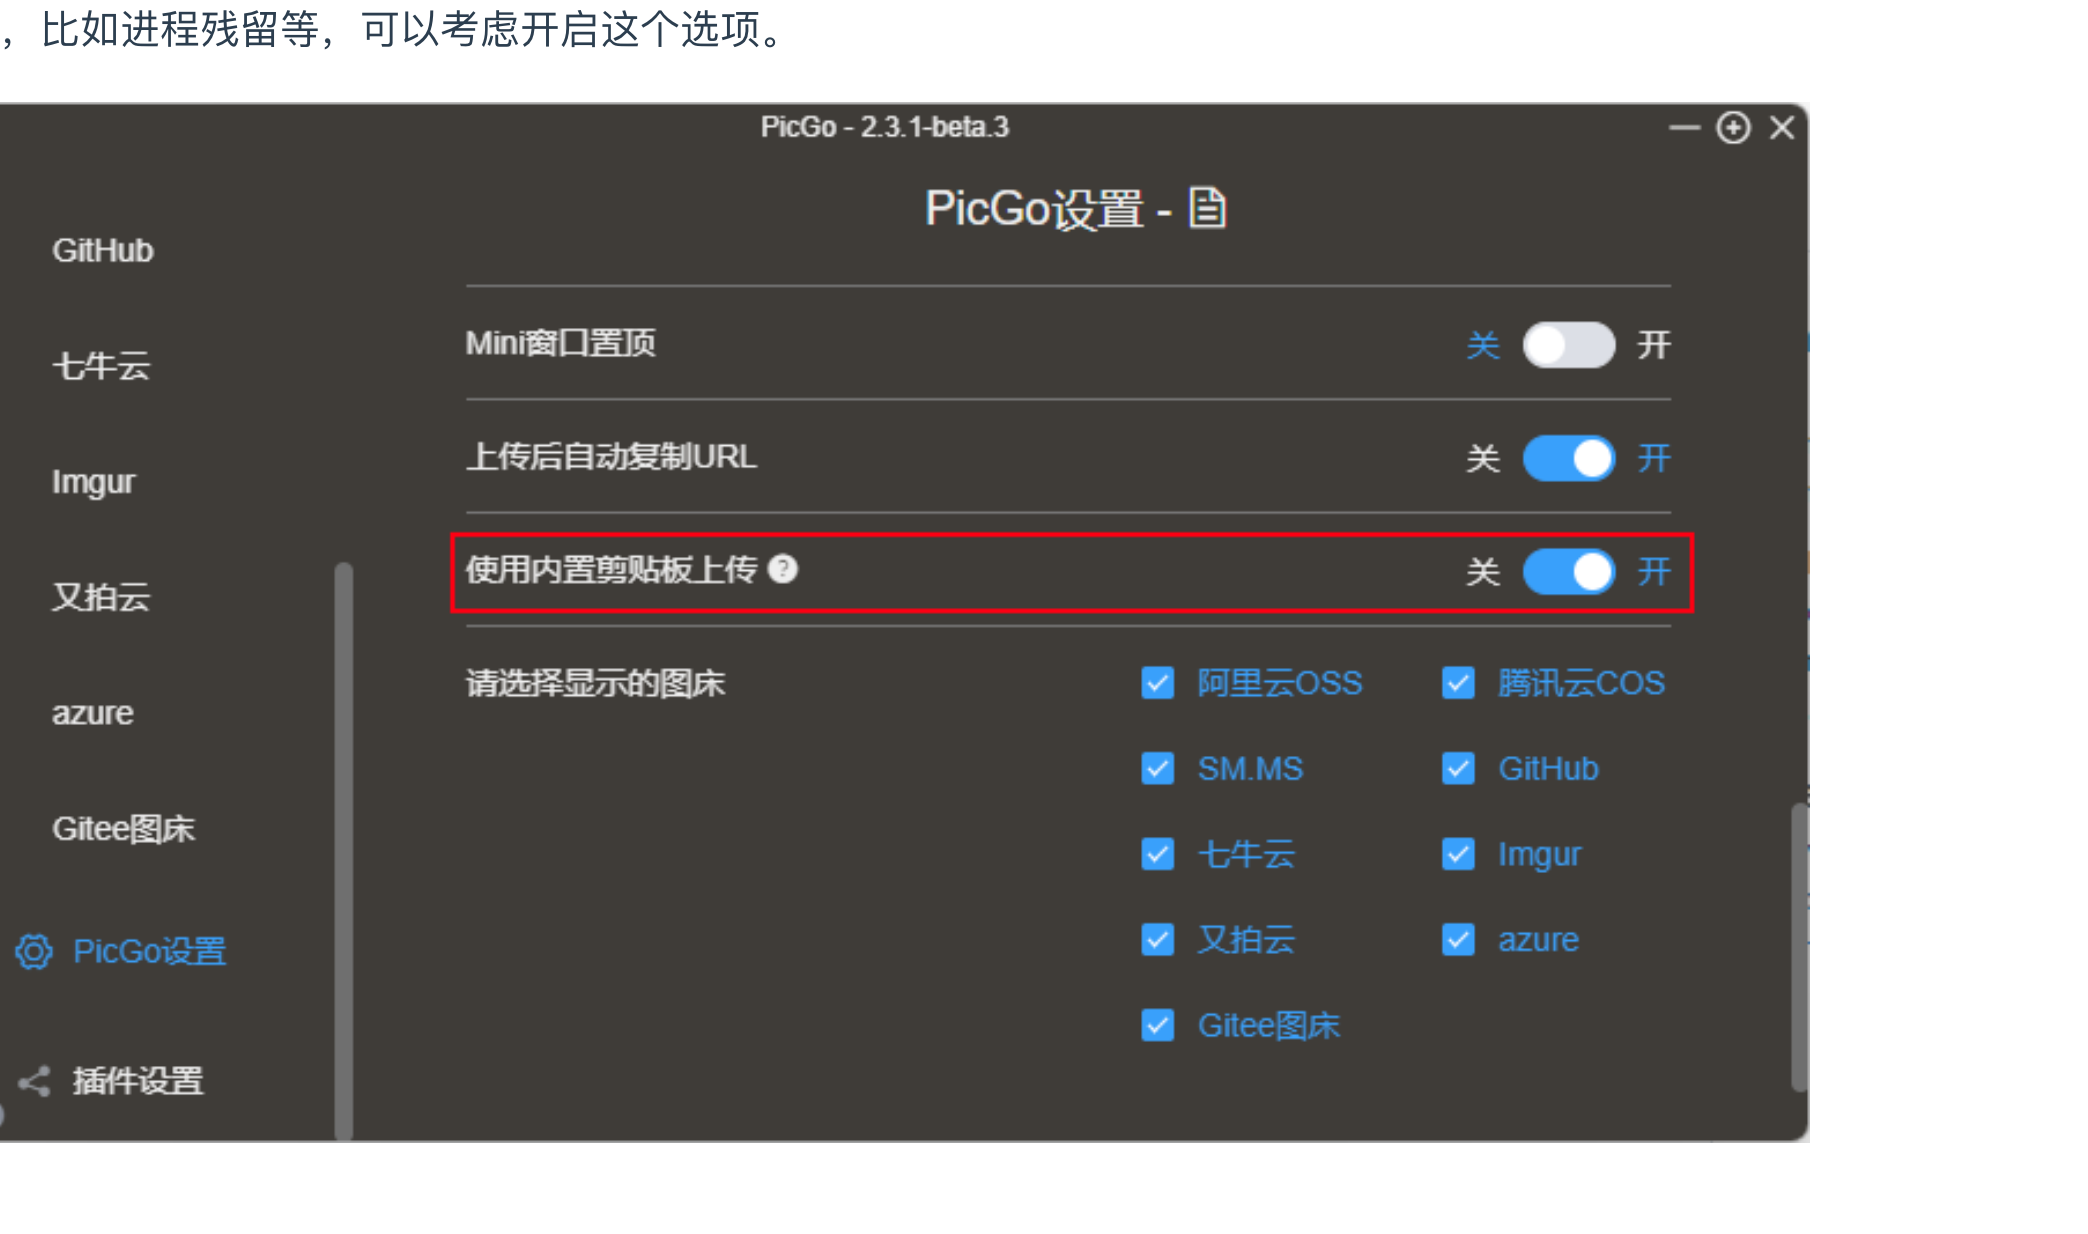 ，比如进程残留等，可以考虑开启这个选项。
PicGo - 2.3.1-beta.3
PicGo设置 -
GitHub
七牛云
Imgur
又拍云
azure
Gitee图床
PicGo设置
插件设置
Mini窗口置顶 关 开
上传后自动复制URL 关 开
使用内置剪贴板上传 ? 关 开
请选择显示的图床 阿里云OSS 腾讯云COS
SM.MS GitHub
七牛云 Imgur
又拍云 azure
Gitee图床